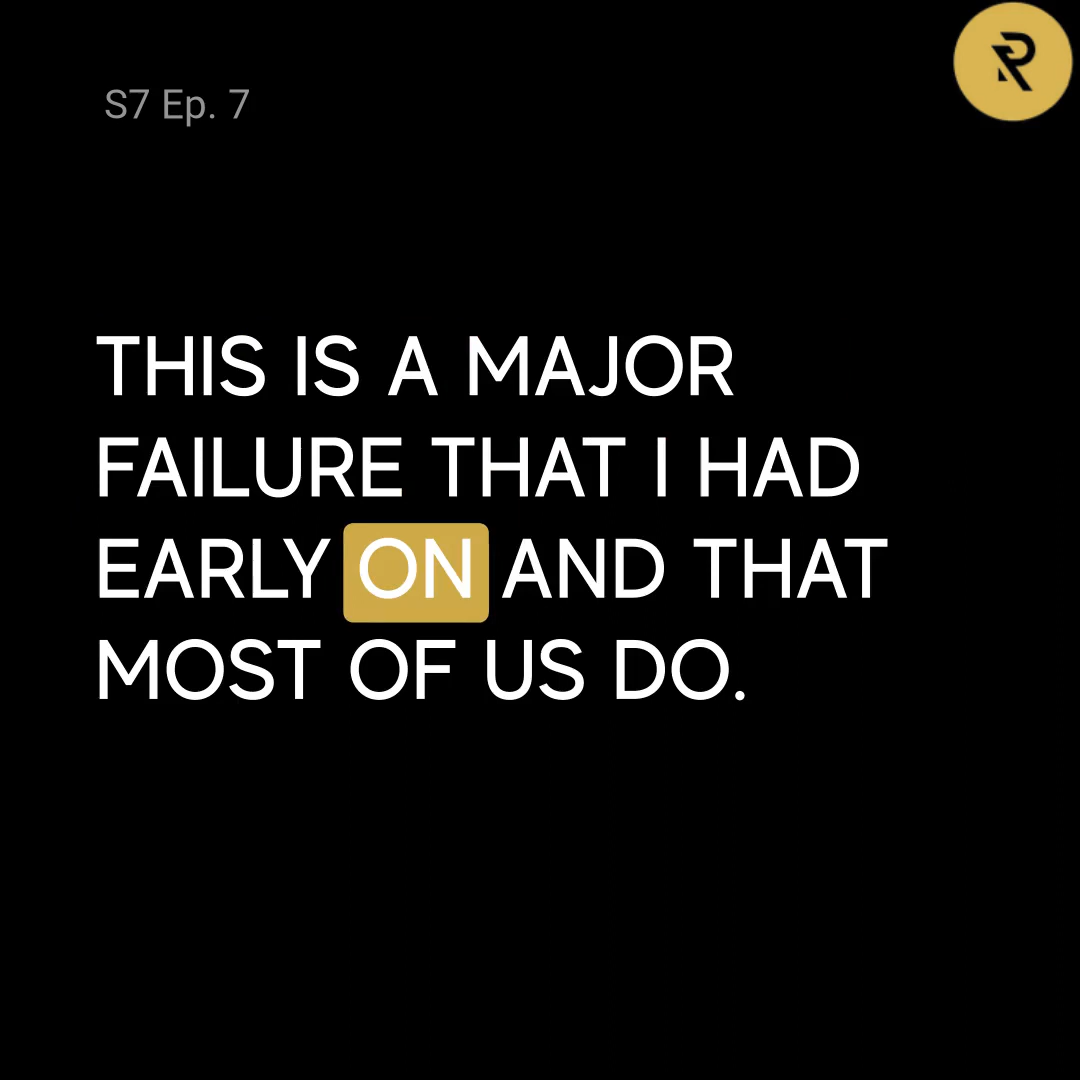 S7 Ep. 7
R
THIS IS A MAJOR
FAILURE THAT I HAD
EARLY ON AND THAT
MOST OF US DO.